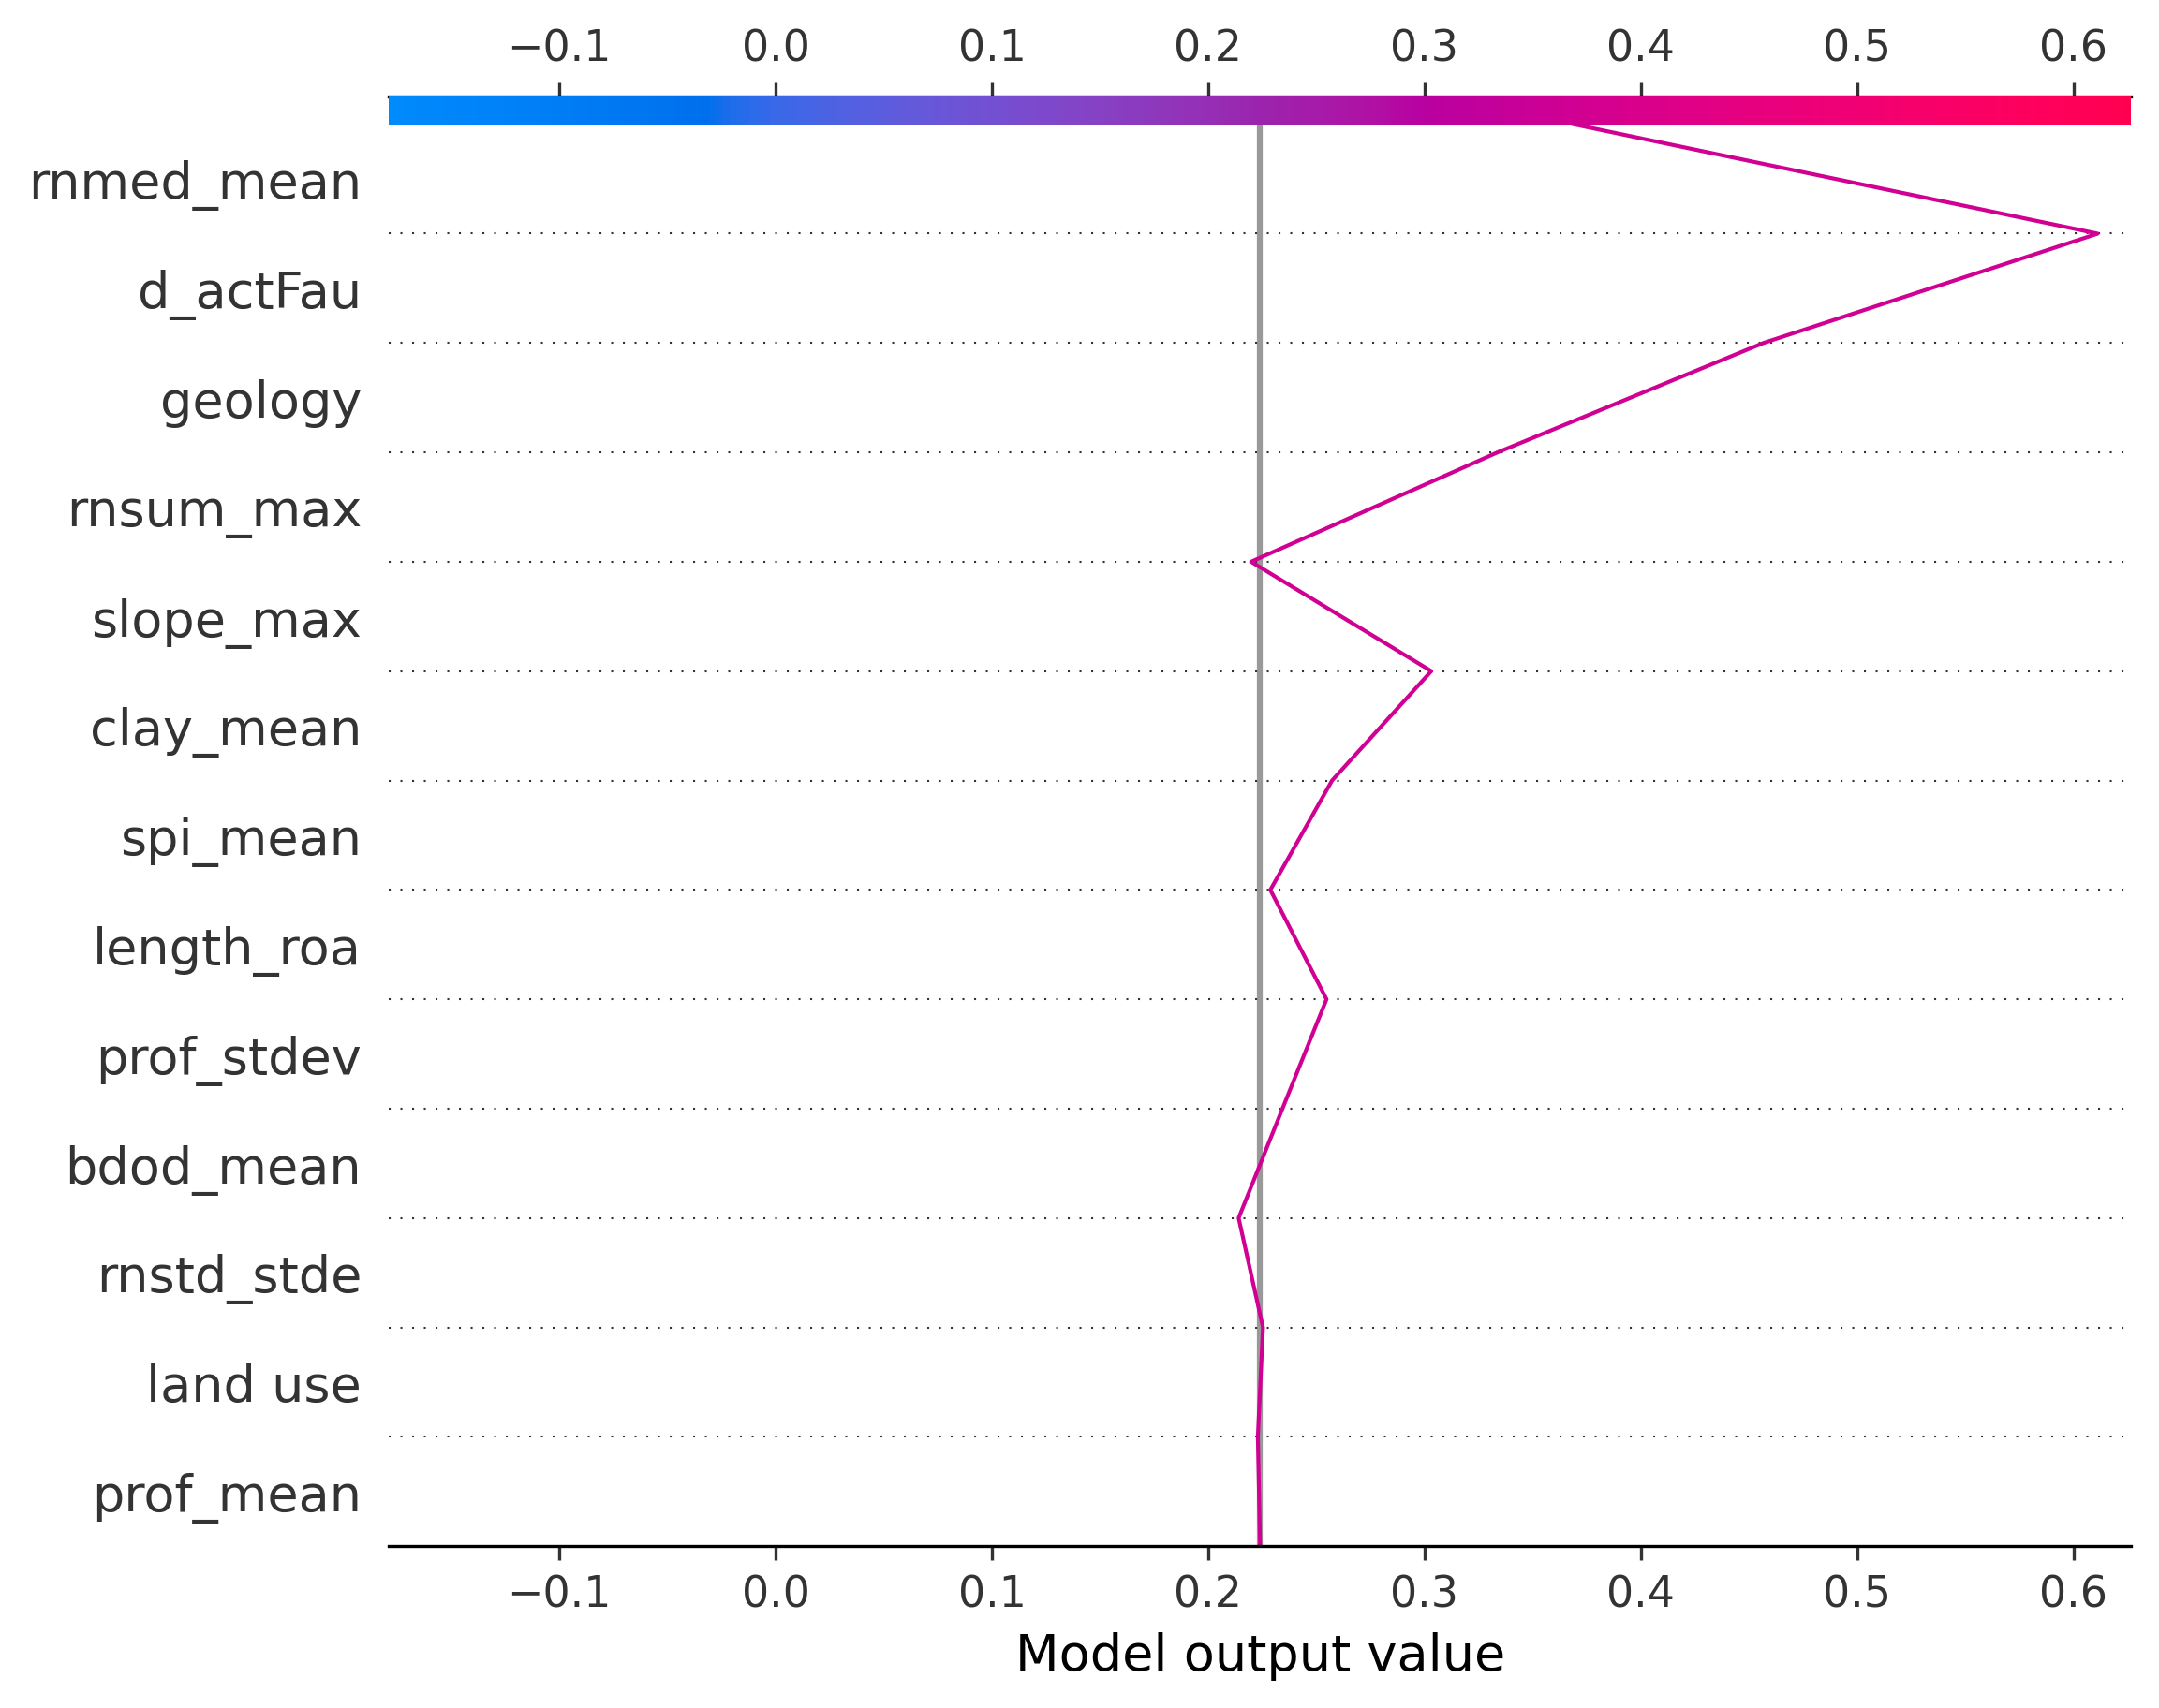 −0.1 0.0 0.1 0.2 0.3 0.4 0.5 0.6
rnmed_mean
d_actFau
geology
rnsum_max
slope_max
clay_mean
spi_mean
length_roa
prof_stdev
bdod_mean
rnstd_stde
land use
prof_mean
−0.1 0.0 0.1 0.2 0.3 0.4 0.5 0.6
Model output value